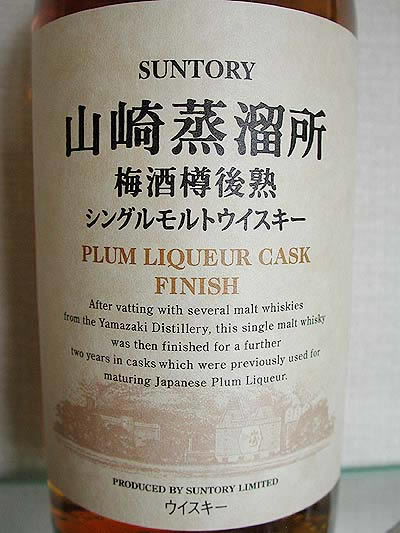 SUNTORY
山崎蒸溜所
梅酒樽後熟
シングルモルトウイスキー
PLUM LIQUEUR CASK
FINISH
After vatting with several malt whiskies
from the Yamazaki Distillery, this single malt whisky
was then finished for a further
two years in casks which were previously used for
maturing Japanese Plum Liqueur.
PRODUCED BY SUNTORY LIMITED
ウイスキー